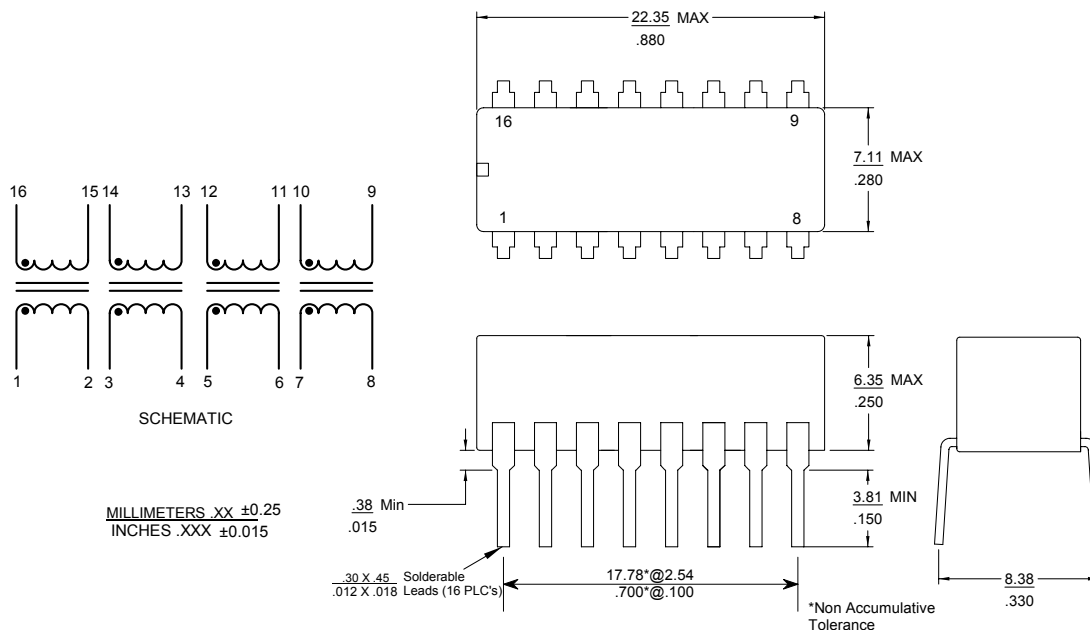 22.35 MAX
.880
16 9
7.11 MAX
.280
1 8
16 15 14 13 12 11 10 9
1 2 3 4 5 6 7 8
SCHEMATIC
6.35 MAX
.250
MILLIMETERS .XX ±0.25
INCHES .XXX ±0.015
.38 Min
.015
3.81 MIN
.150
.30 X .45 Solderable
.012 X .018 Leads (16 PLC's)
17.78*@2.54
.700*@.100
8.38
.330
*Non Accumulative
Tolerance